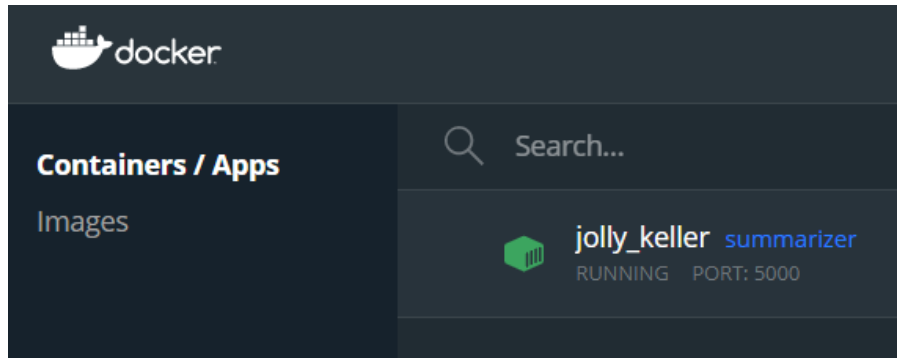 docker
Containers / Apps
Images
Search...
jolly_keller summarizer
RUNNING PORT: 5000